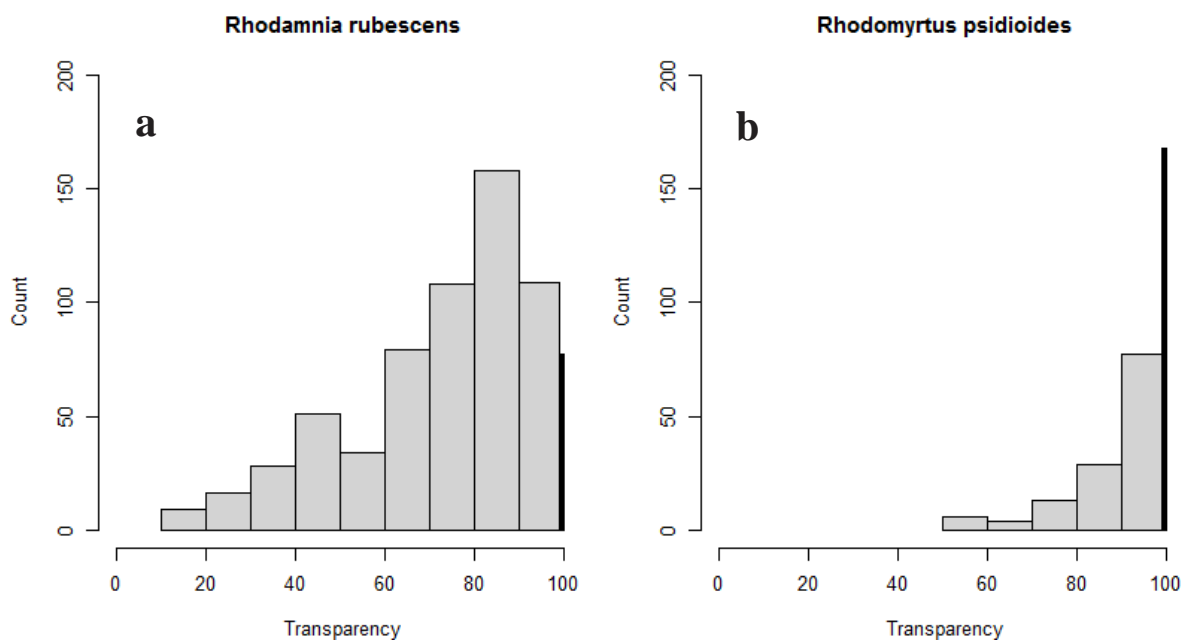 Rhodamnia rubescens
a
Count
0
50
100
150
200
0 20 40 60 80 100
Transparency
Rhodomyrtus psidioides
b
Count
0
50
100
150
200
0 20 40 60 80 100
Transparency